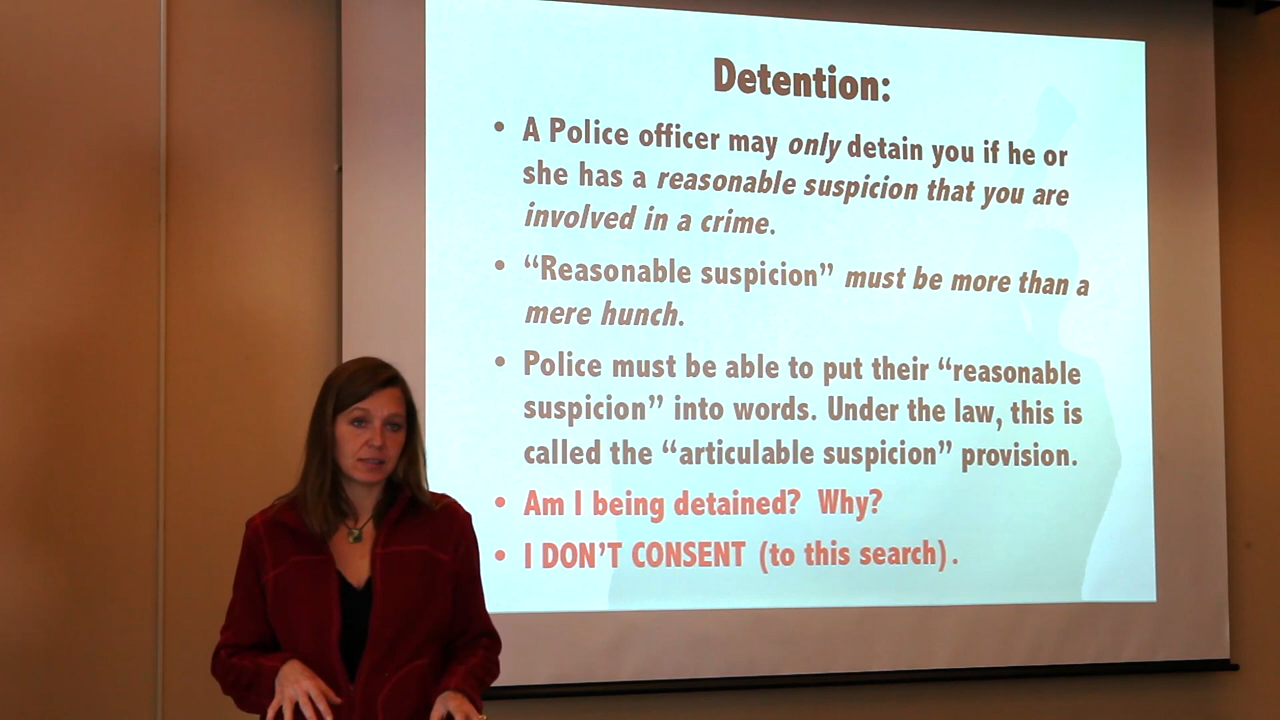 Detention:
• A Police officer may only detain you if he or
she has a reasonable suspicion that you are
involved in a crime.
• “Reasonable suspicion” must be more than a
mere hunch.
• Police must be able to put their “reasonable
suspicion” into words. Under the law, this is
called the “articulable suspicion” provision.
• Am I being detained? Why?
• I DON’T CONSENT (to this search).